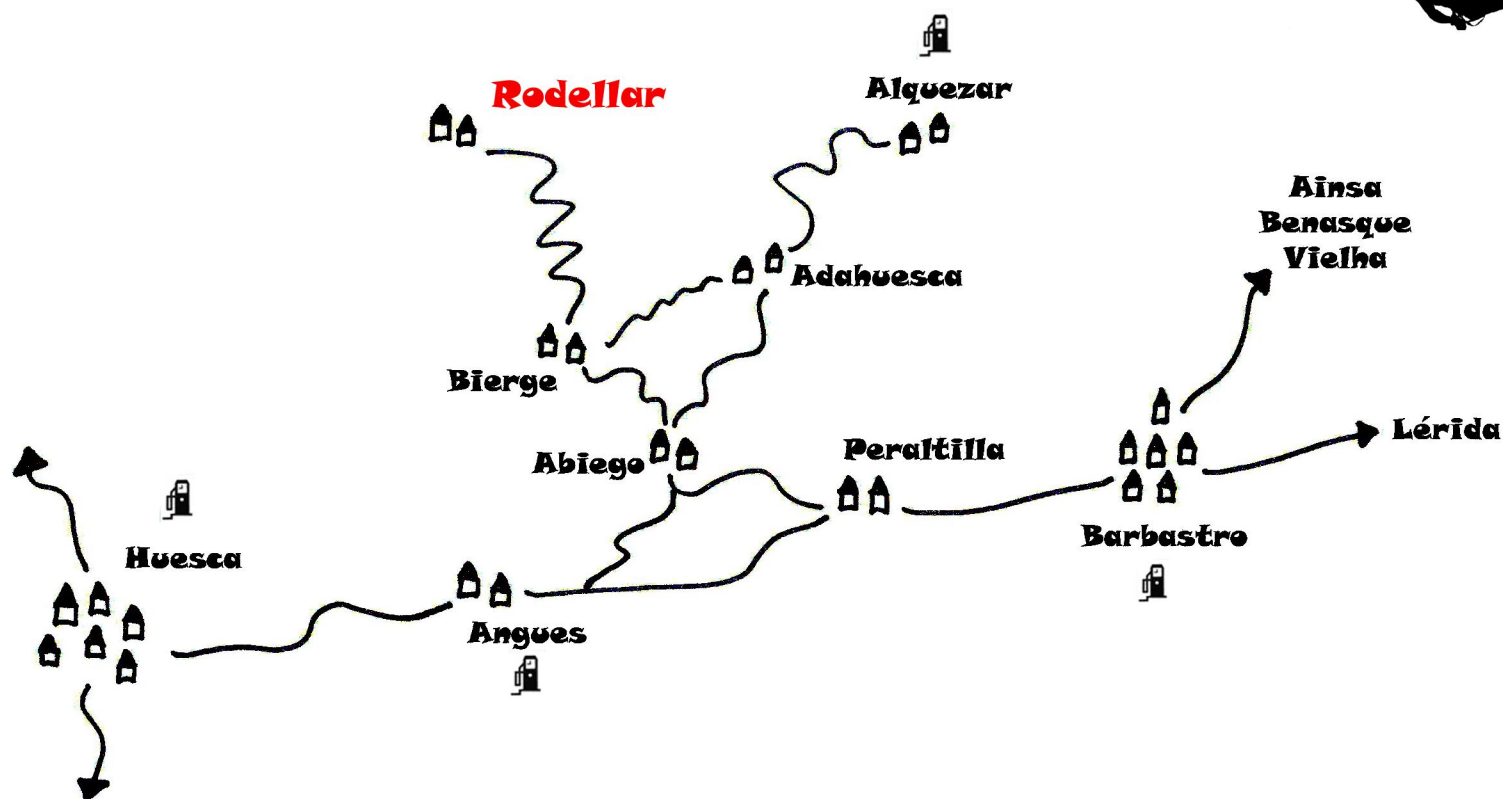 Alquezar
Rodellar
Ainsa
Benasque
Vielha
Adahuesca
Bierge
Lérida
Peraltilla
Abiego
Barbastro
Huesca
Angues